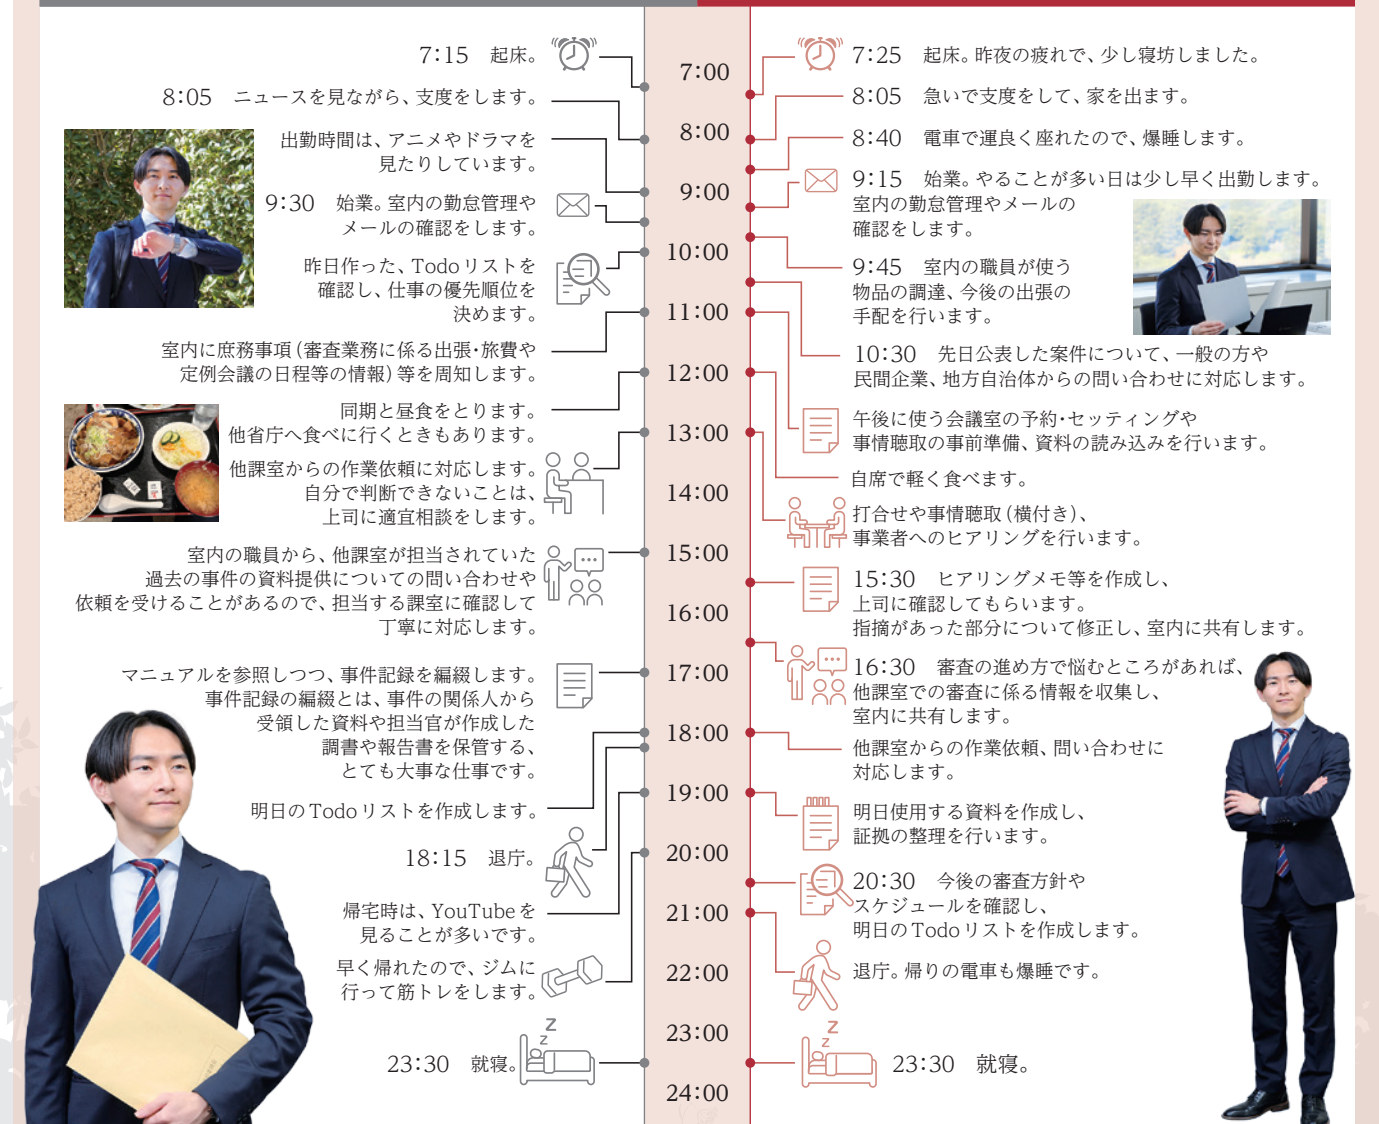 7:15 起床。
8:05 ニュースを見ながら、支度をします。
出勤時間は、アニメやドラマを
見たりしています。
9:30 始業。室内の勤怠管理や
メールの確認をします。
昨日作った、Todoリストを
確認し、仕事の優先順位を
決めます。
室内に庶務事項(審査業務に係る出張・旅費や
定例会議の日程等の情報)等を周知します。
同期と昼食をとります。
他省庁へ食べに行くときもあります。
他課室からの作業依頼に対応します。
自分で判断できないことは、
上司に適宜相談をします。
室内の職員から、他課室が担当されていた
過去の事件の資料提供についての問い合わせや
依頼を受けることがあるので、担当する課室に確認して
丁寧に対応します。
マニュアルを参照しつつ、事件記録を編綴します。
事件記録の編綴とは、事件の関係人から
受領した資料や担当官が作成した
調書や報告書を保管する、
とても大事な仕事です。
明日のTodoリストを作成します。
18:15 退庁。
帰宅時は、YouTubeを
見ることが多いです。
早く帰れたので、ジムに
行って筋トレをします。
z
z
23:30 就寝。
7:00
8:00
9:00
10:00
11:00
12:00
13:00
14:00
15:00
16:00
17:00
18:00
19:00
20:00
21:00
22:00
23:00
24:00
7:25 起床。昨夜の疲れで、少し寝坊しました。
8:05 急いで支度をして、家を出ます。
8:40 電車で運良く座れたので、爆睡します。
9:15 始業。やることが多い日は少し早く出勤します。
室内の勤怠管理やメールの
確認をします。
9:45 室内の職員が使う
物品の調達、今後の出張の
手配を行います。
10:30 先日公表した案件について、一般の方や
民間企業、地方自治体からの問い合わせに対応します。
午後に使う会議室の予約・セッティングや
事情聴取の事前準備、資料の読み込みを行います。
自席で軽く食べます。
打合せや事情聴取(横付き)、
事業者へのヒアリングを行います。
15:30 ヒアリングメモ等を作成し、
上司に確認してもらいます。
指摘があった部分について修正し、室内に共有します。
16:30 審査の進め方で悩むところがあれば、
他課室での審査に係る情報を収集し、
室内に共有します。
他課室からの作業依頼、問い合わせに
対応します。
明日使用する資料を作成し、
証拠の整理を行います。
20:30 今後の審査方針や
スケジュールを確認し、
明日のTodoリストを作成します。
退庁。帰りの電車も爆睡です。
z
z
23:30 就寝。